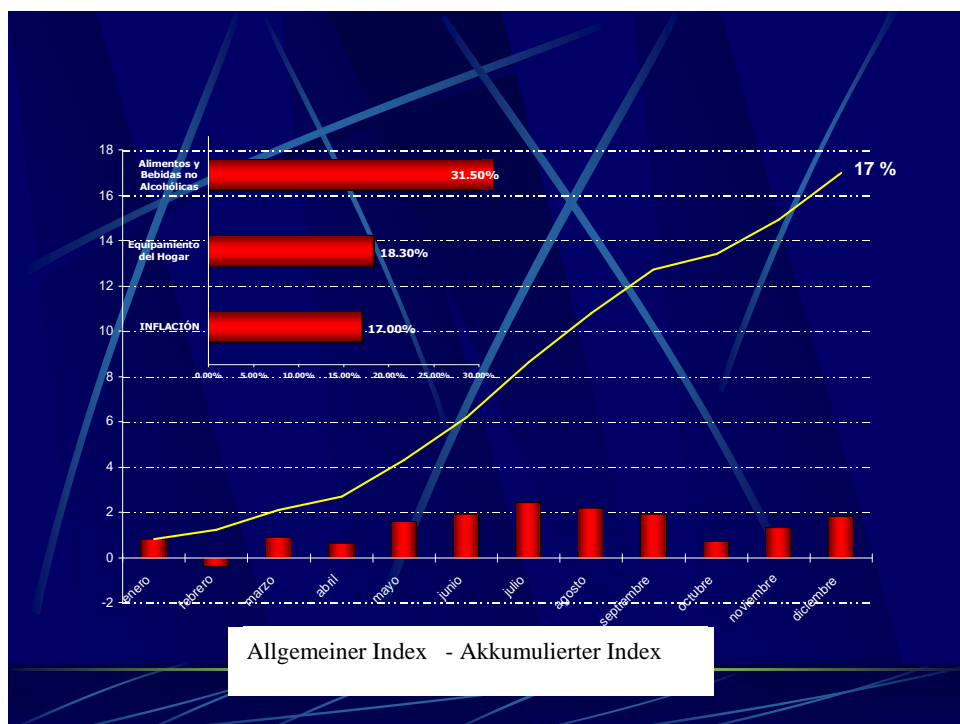 18
16
14
12
10
8
6
4
2
0
-2
Alimentos y
Bebidas no
Alcohólicas
31.50%
Equipamiento
del Hogar
18.30%
INFLACIÓN
17.00%
0.00% 5.00% 10.00% 15.00% 20.00% 25.00% 30.00%
17 %
enero febrero marzo abril mayo junio julio agosto septiembre octubre noviembre diciembre
Allgemeiner Index - Akkumulierter Index